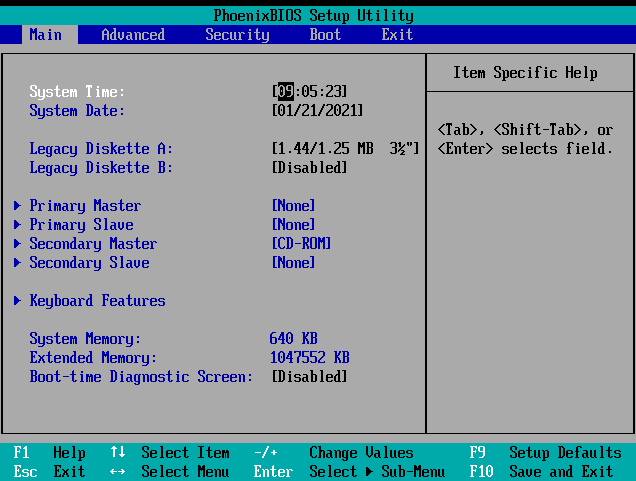 PhoenixBIOS Setup Utility
Main Advanced Security Boot Exit
Item Specific Help
System Time: [09:05:23]
System Date: [01/21/2021]
<Tab>, <Shift-Tab>, or
<Enter> selects field.
Legacy Diskette A: [1.44/1.25 MB 3½"]
Legacy Diskette B: [Disabled]
Primary Master [None]
Primary Slave [None]
Secondary Master [CD-ROM]
Secondary Slave [None]
Keyboard Features
System Memory: 640 KB
Extended Memory: 1047552 KB
Boot-time Diagnostic Screen: [Disabled]
F1 Help ↑↓ Select Item -/+ Change Values F9 Setup Defaults
Esc Exit ↔ Select Menu Enter Select ▶ Sub-Menu F10 Save and Exit